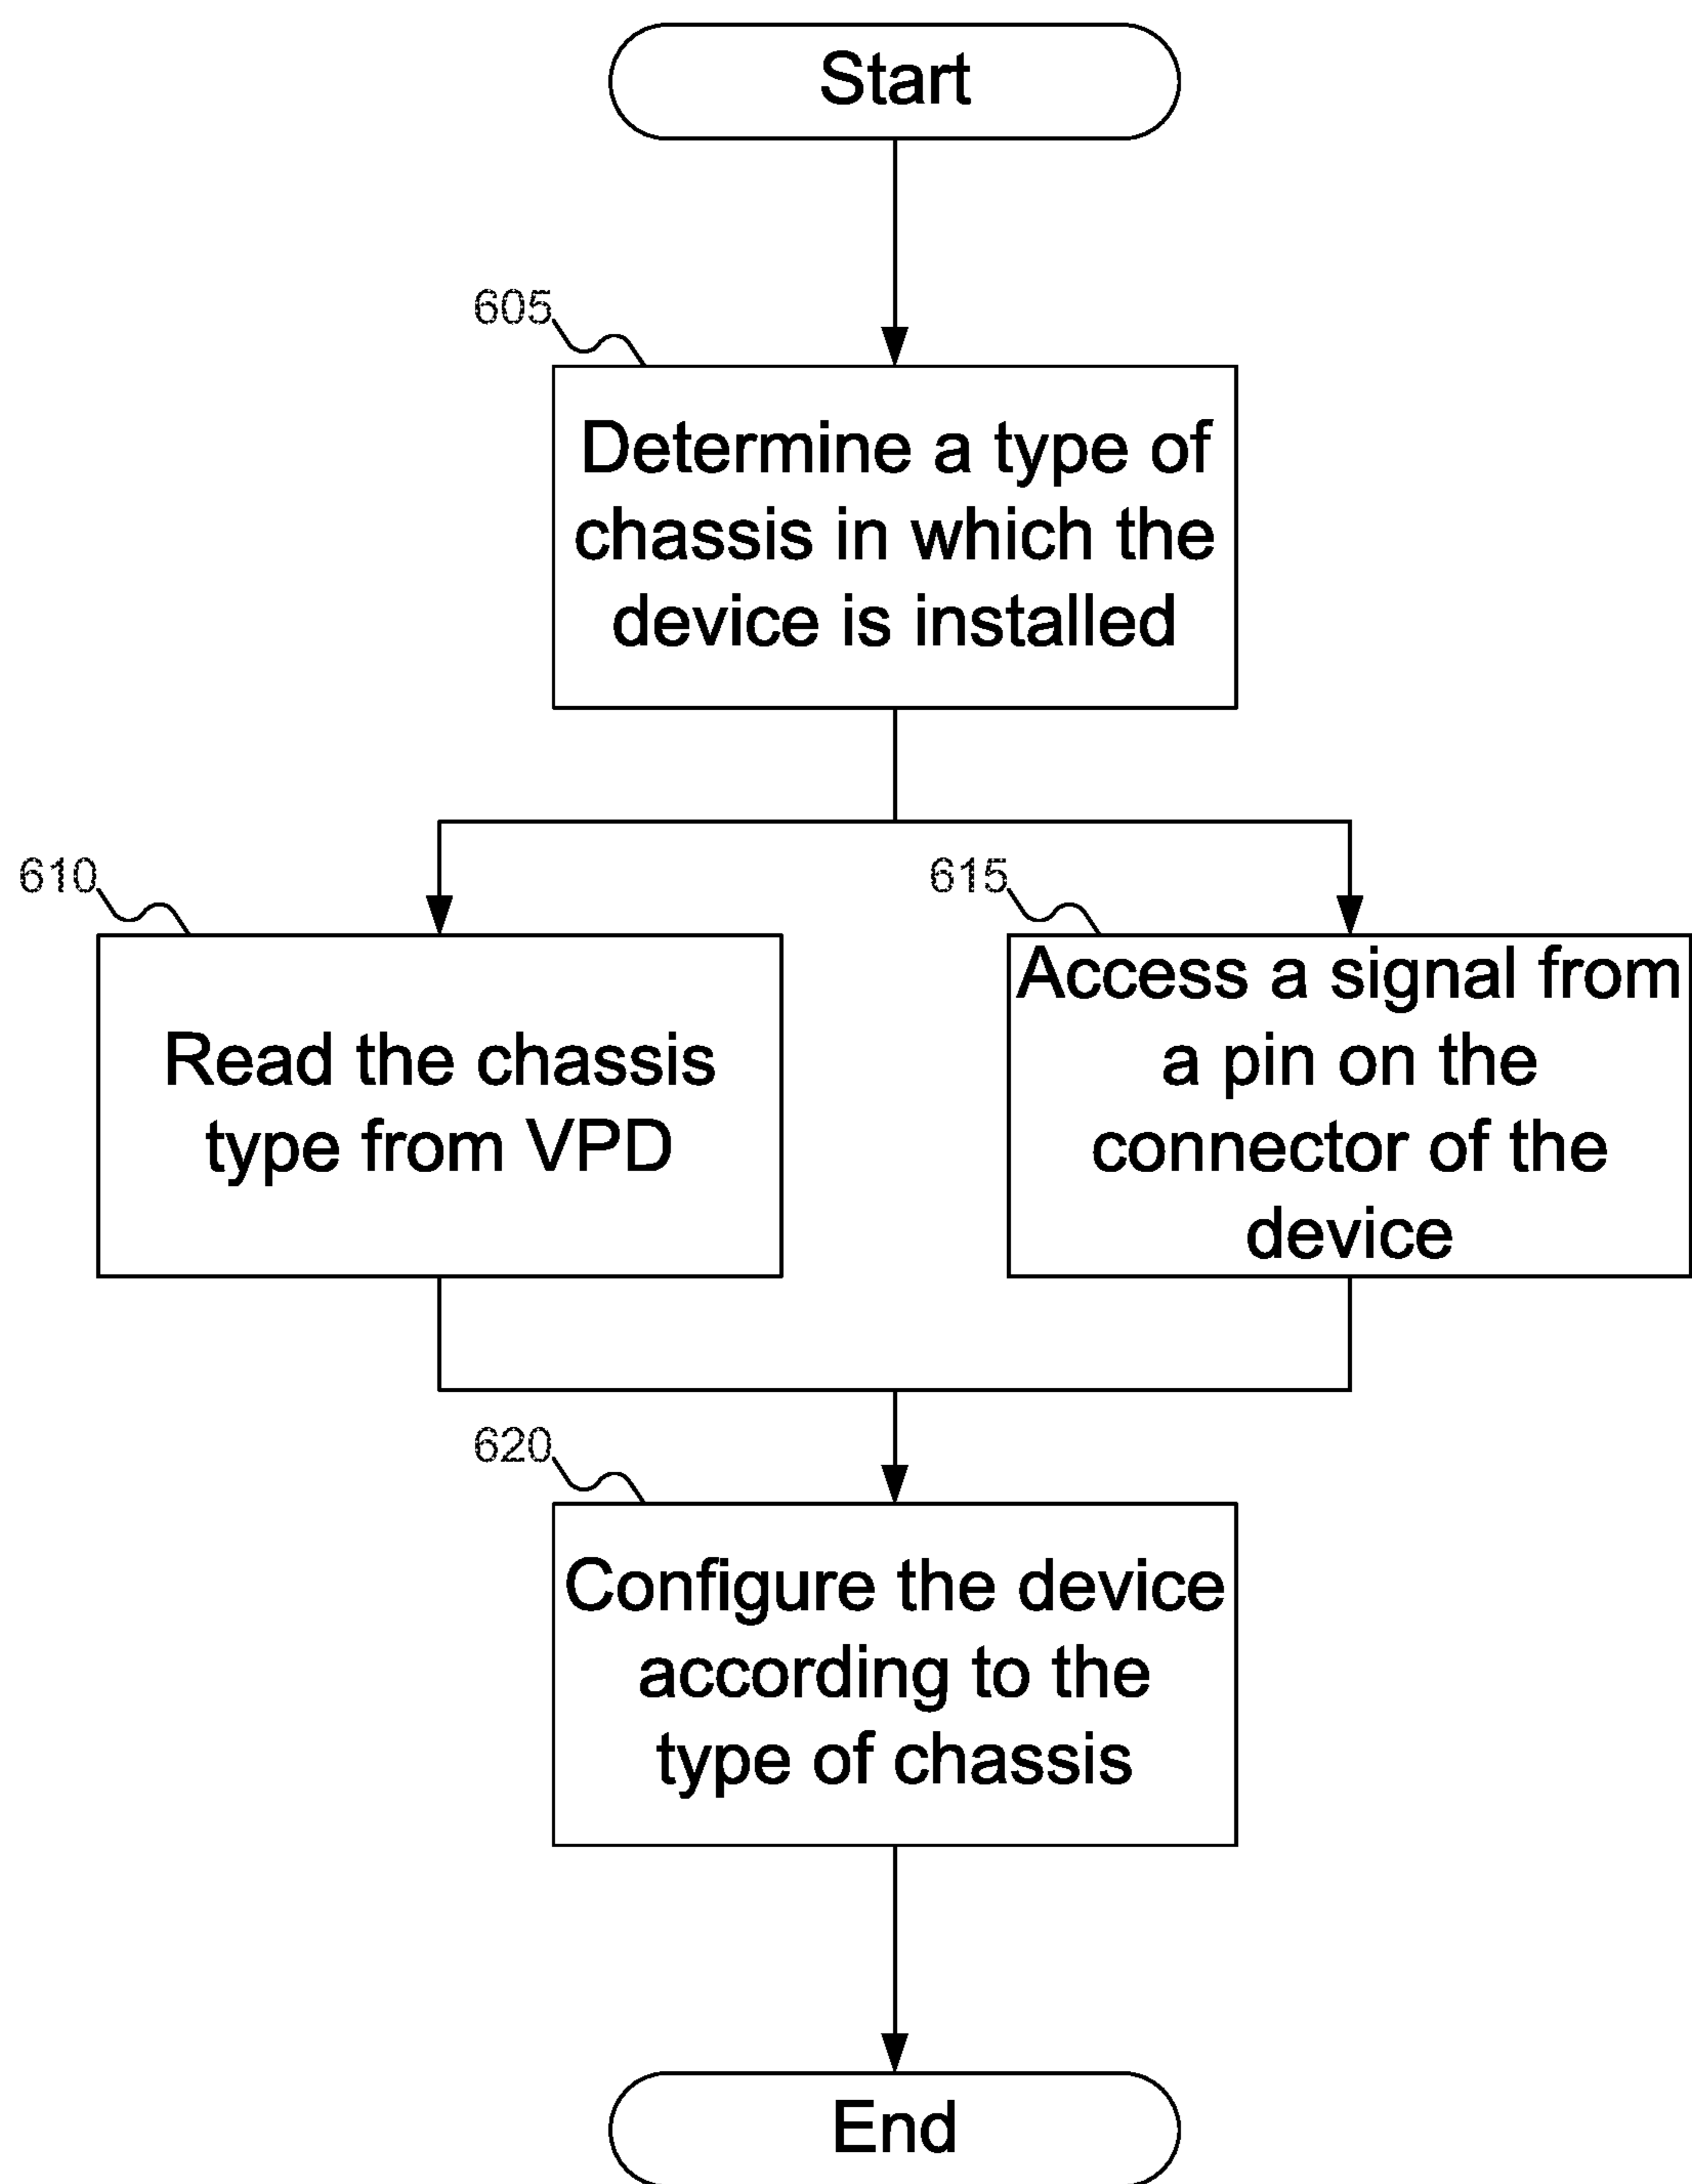 Start
605
Determine a type of
chassis in which the
device is installed
610
Read the chassis
type from VPD
615
Access a signal from
a pin on the
connector of the
device
620
Configure the device
according to the
type of chassis
End